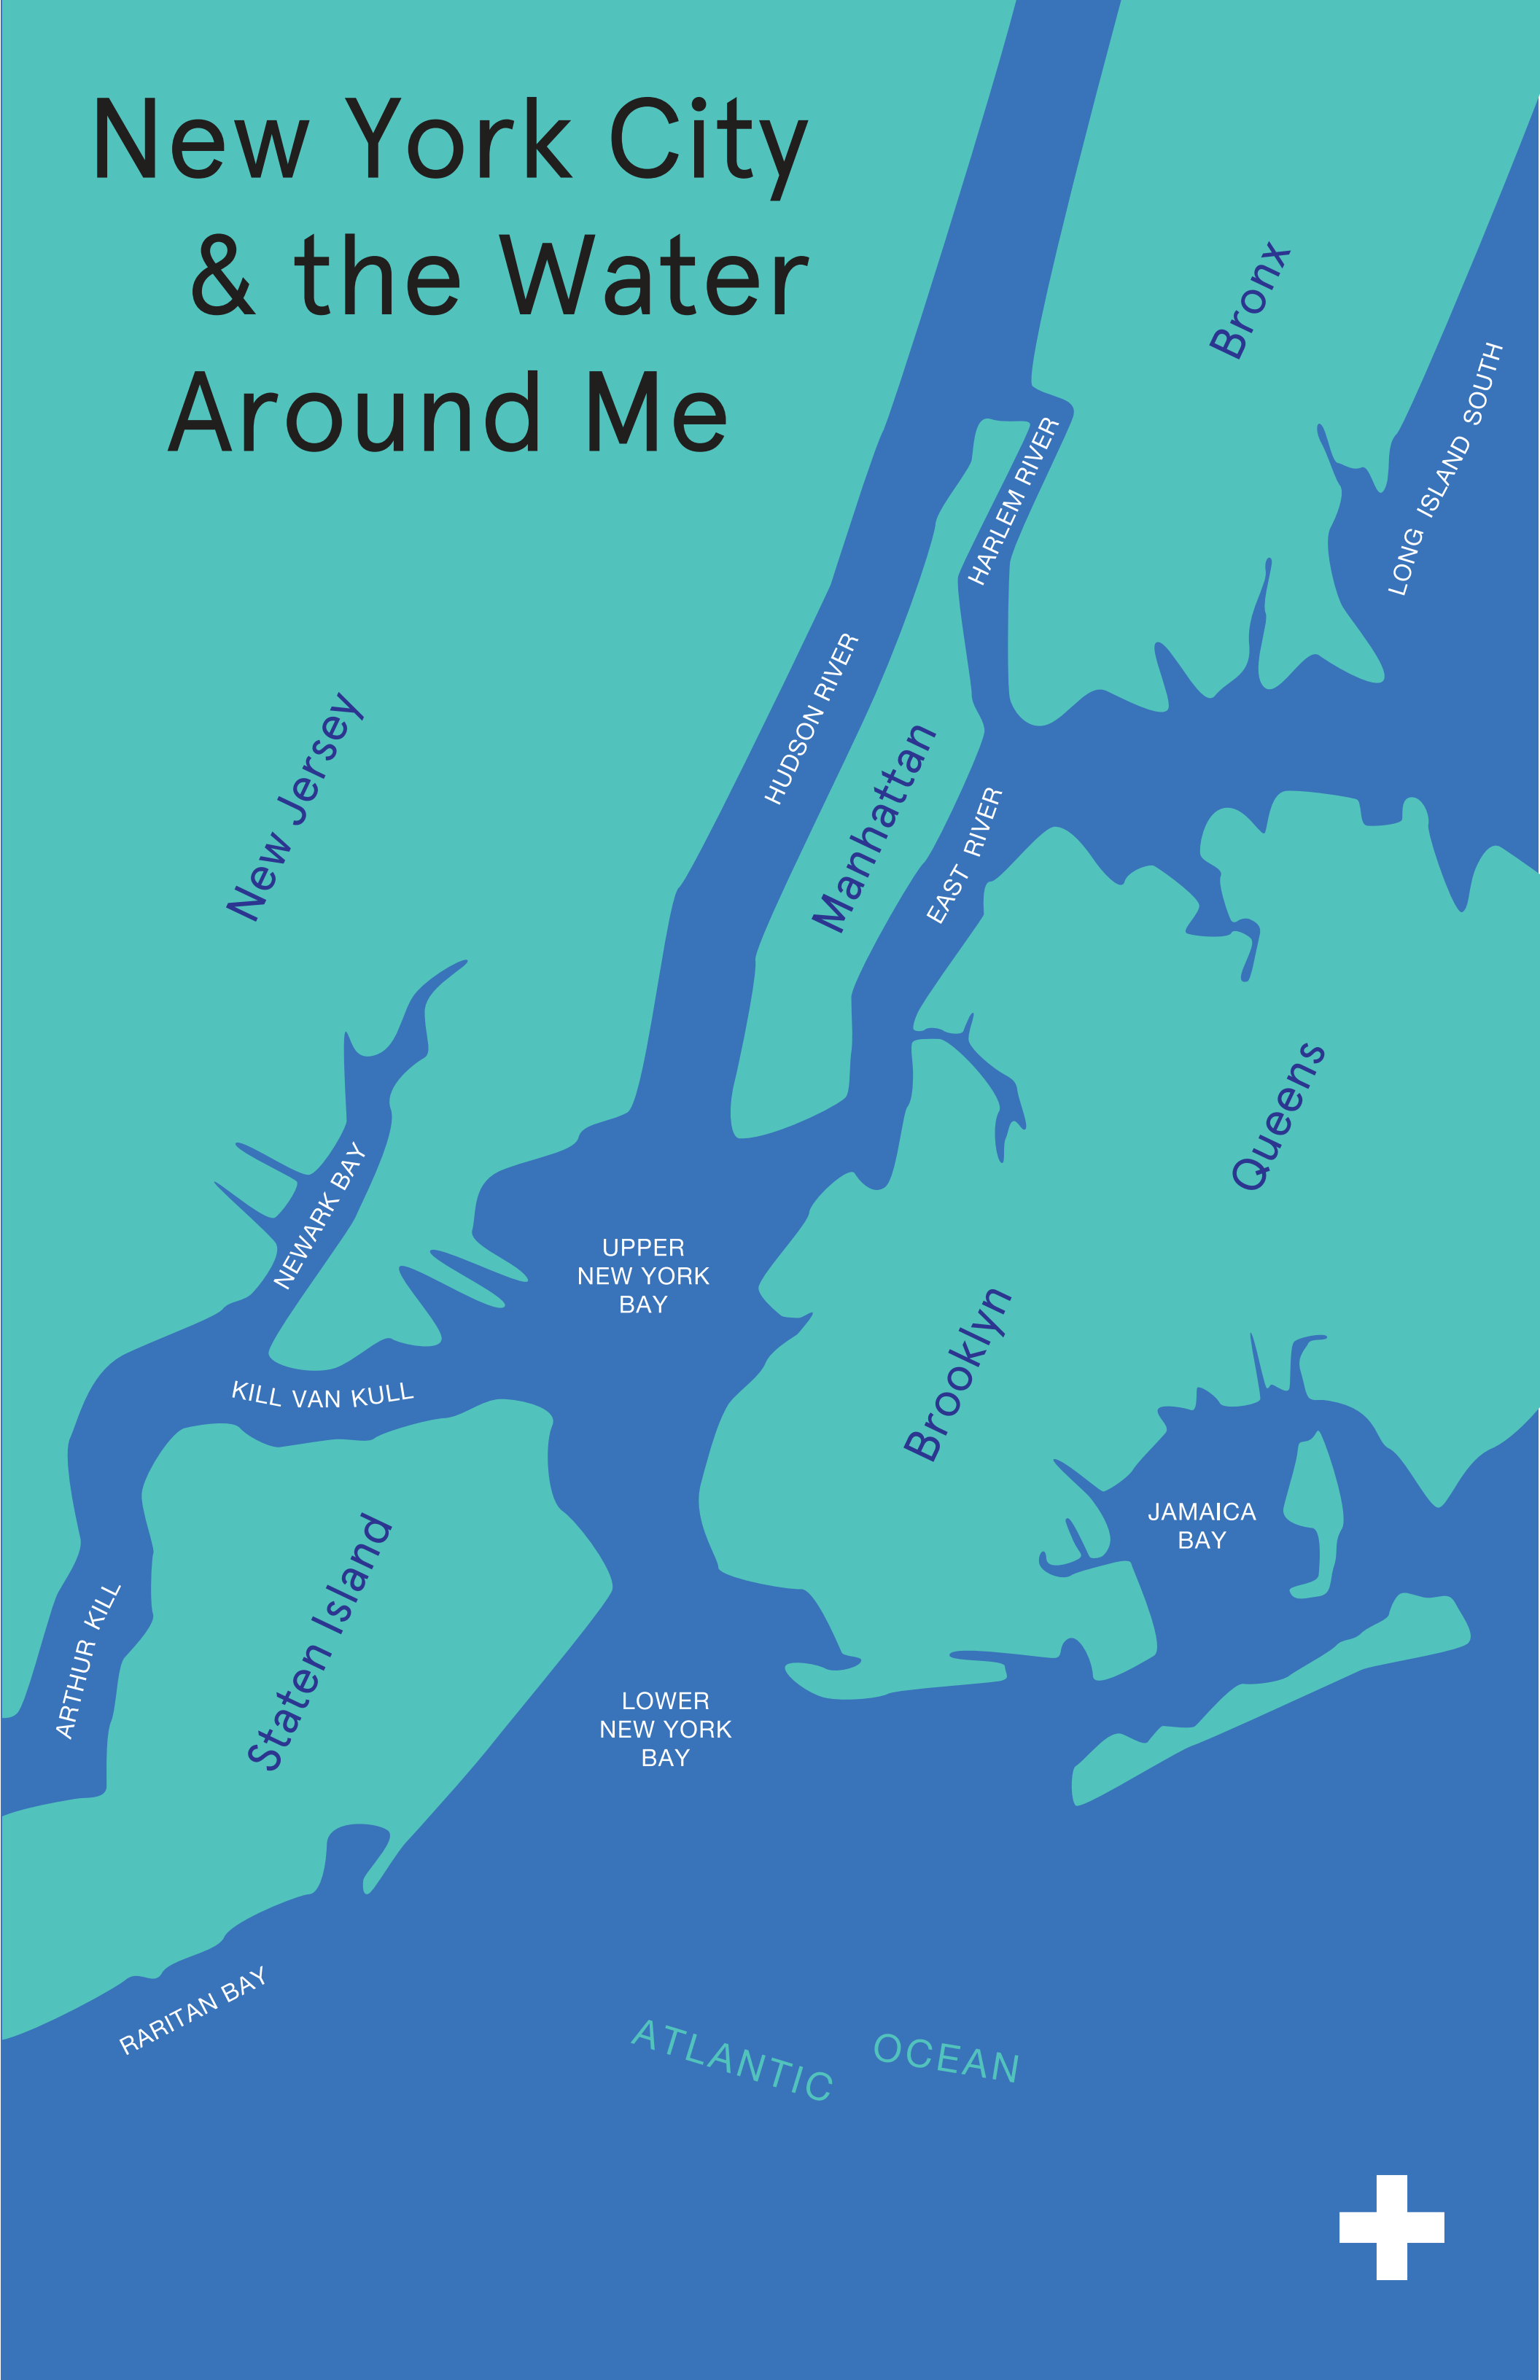 New York City
& the Water
Around Me
Bronx
LONG ISLAND SOUTH
HARLEM RIVER
HUDSON RIVER
New Jersey
Manhattan
EAST RIVER
Queens
NEWARK BAY
UPPER
NEW YORK
BAY
Brooklyn
KILL VAN KULL
JAMAICA
BAY
Staten Island
ARTHUR KILL
LOWER
NEW YORK
BAY
RARITAN BAY
ATLANTIC OCEAN